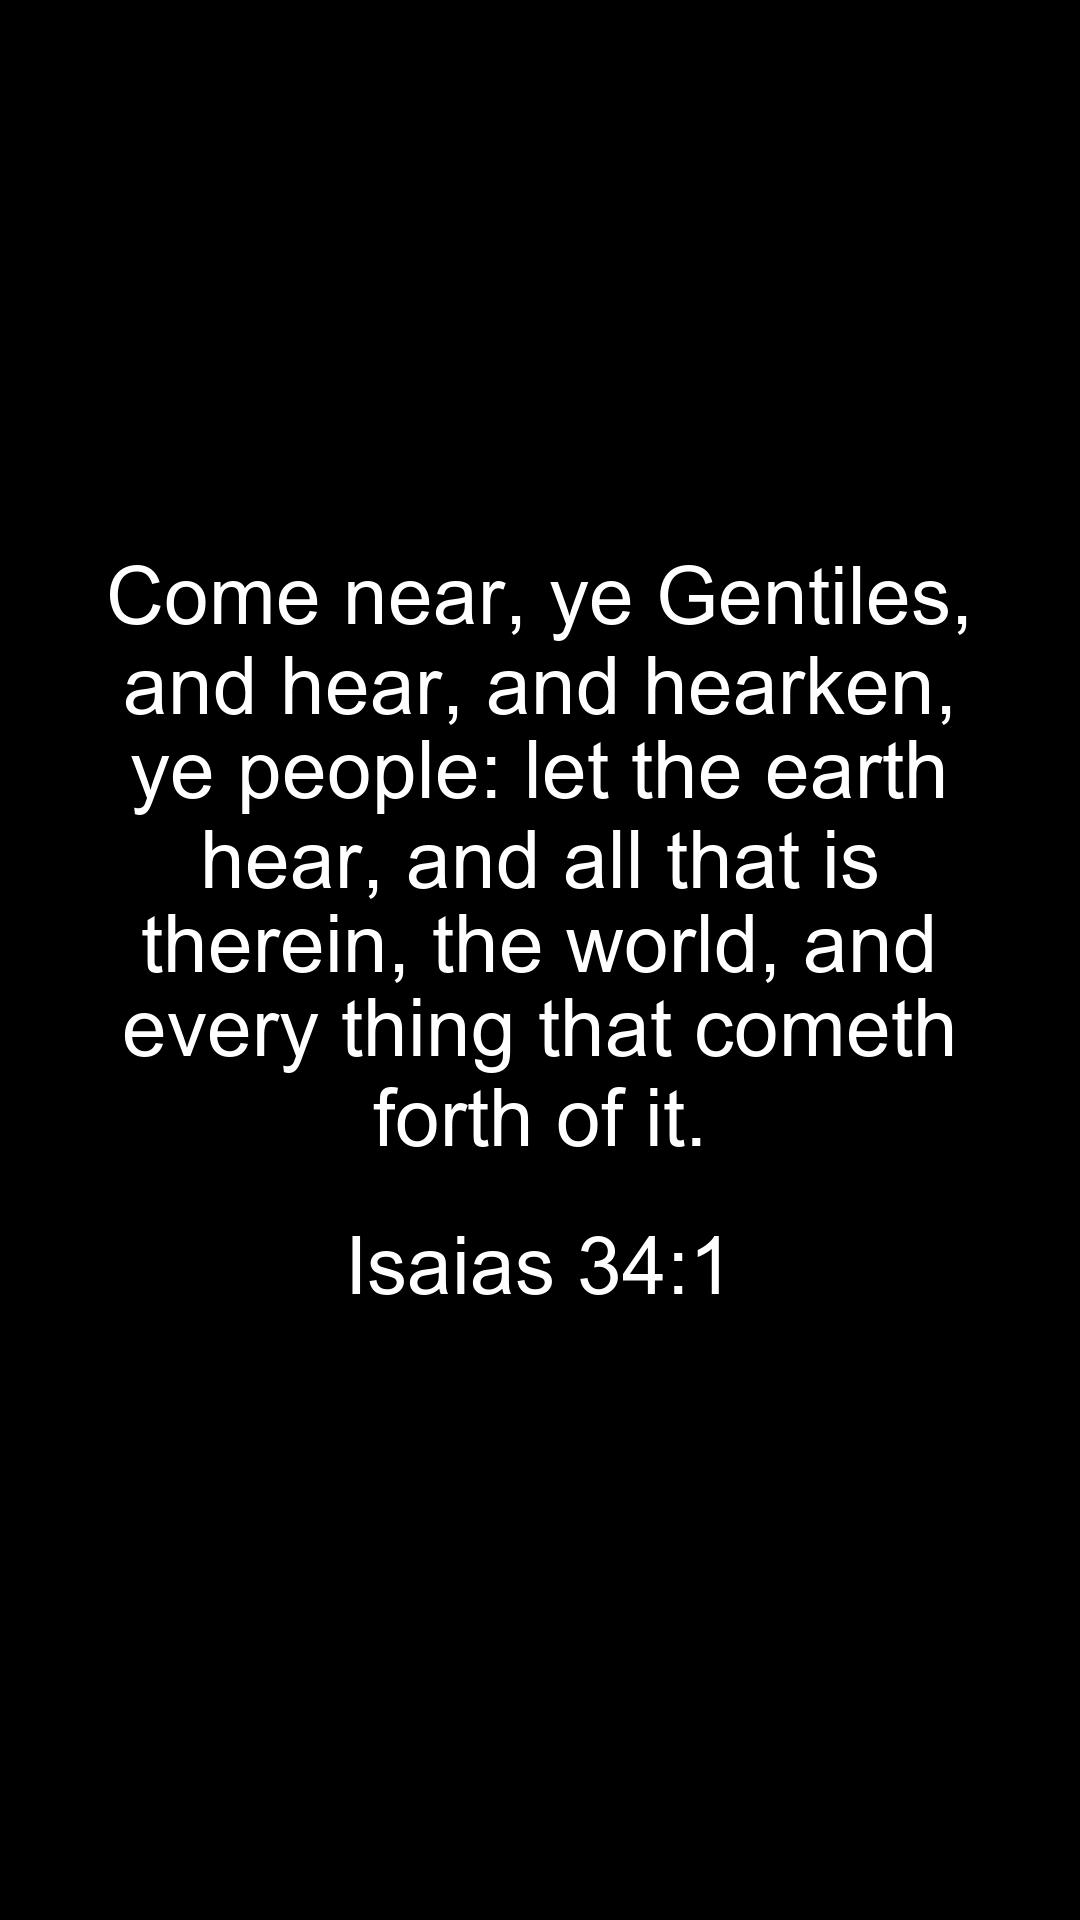 Come near, ye Gentiles,
and hear, and hearken,
ye people: let the earth
hear, and all that is
therein, the world, and
every thing that cometh
forth of it.
Isaias 34:1